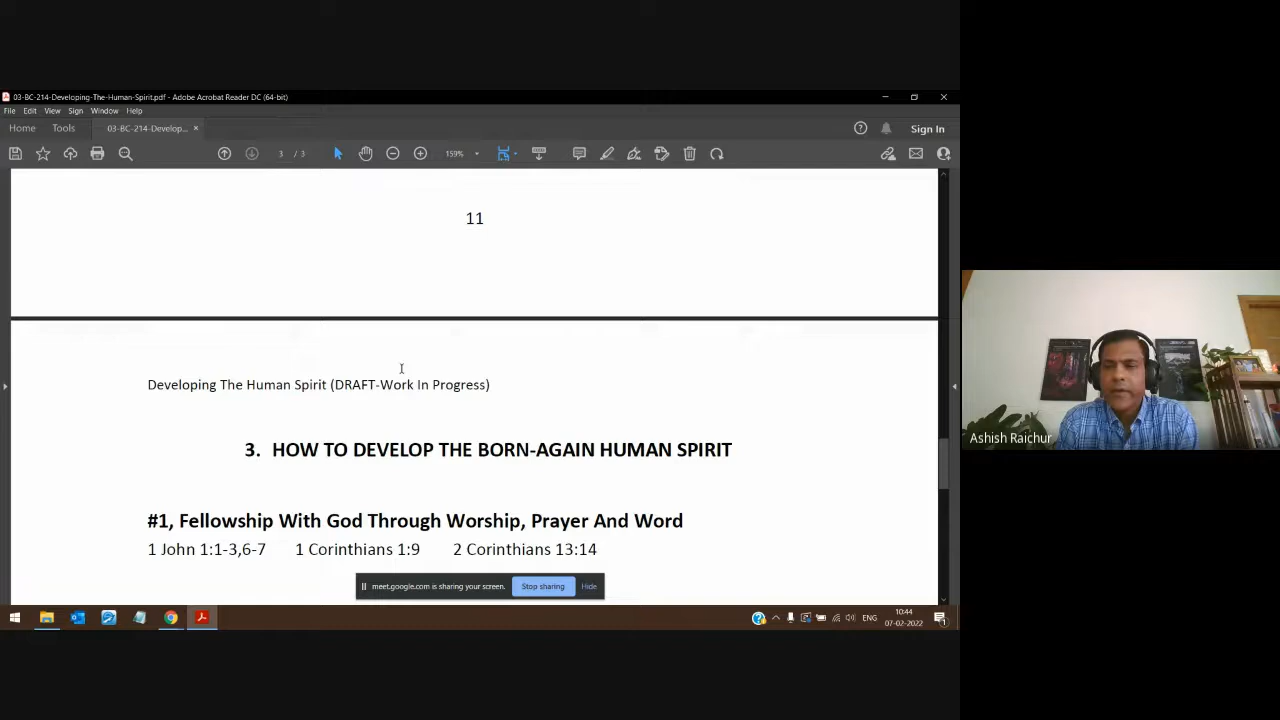 03-BC-214-Developing-The-Human-Spirit.pdf - Adobe Acrobat Reader DC (64-bit)
File Edit View Sign Window Help
Home Tools 03-BC-214-Develop... × Sign In
3 / 3 159%
11
Developing The Human Spirit (DRAFT-Work In Progress)
3. HOW TO DEVELOP THE BORN-AGAIN HUMAN SPIRIT
#1, Fellowship With God Through Worship, Prayer And Word
1 John 1:1-3,6-7 1 Corinthians 1:9 2 Corinthians 13:14
meet.google.com is sharing your screen. Stop sharing Hide
ENG
10:44
07-02-2022
Ashish Raichur